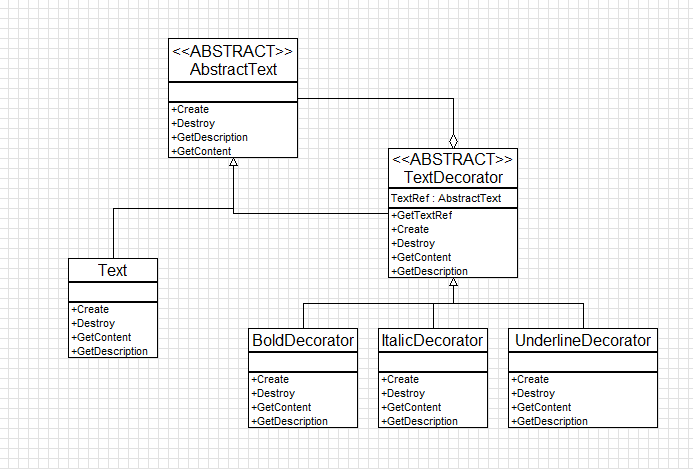 <<ABSTRACT>>
AbstractText
+Create
+Destroy
+GetDescription
+GetContent
<<ABSTRACT>>
TextDecorator
TextRef : AbstractText
+GetTextRef
+Create
+Destroy
+GetContent
+GetDescription
Text
+Create
+Destroy
+GetContent
+GetDescription
BoldDecorator
+Create
+Destroy
+GetContent
+GetDescription
ItalicDecorator
+Create
+Destroy
+GetContent
+GetDescription
UnderlineDecorator
+Create
+Destroy
+GetContent
+GetDescription